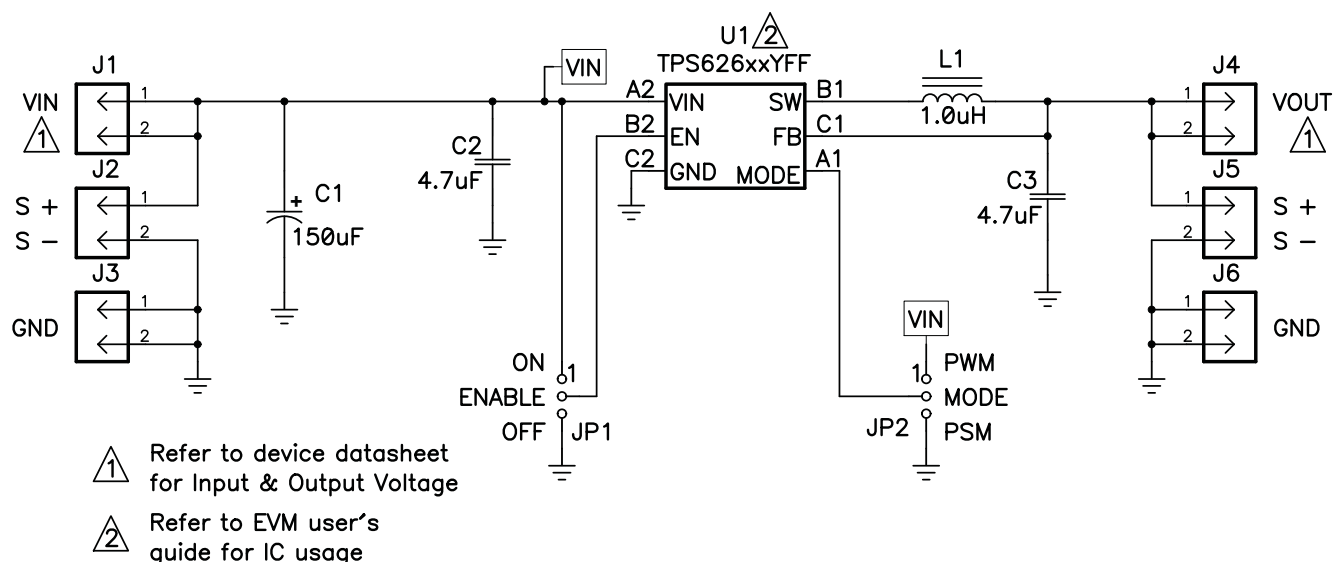 U1 2
TPS626xxYFF
VIN
L1
1.0uH
J1
VIN
1
1
2
J2
S +
S –
1
2
J3
GND
1
2
C1
+
150uF
C2
4.7uF
A2 VIN SW B1
B2 EN FB C1
C2 GND MODE A1
C3
4.7uF
J4
1
2
VOUT
1
J5
1
2
S +
S –
J6
1
2
GND
ON 1
ENABLE
OFF JP1
VIN
1 PWM
MODE
JP2 PSM
1 Refer to device datasheet
for Input & Output Voltage
2 Refer to EVM user's
guide for IC usage